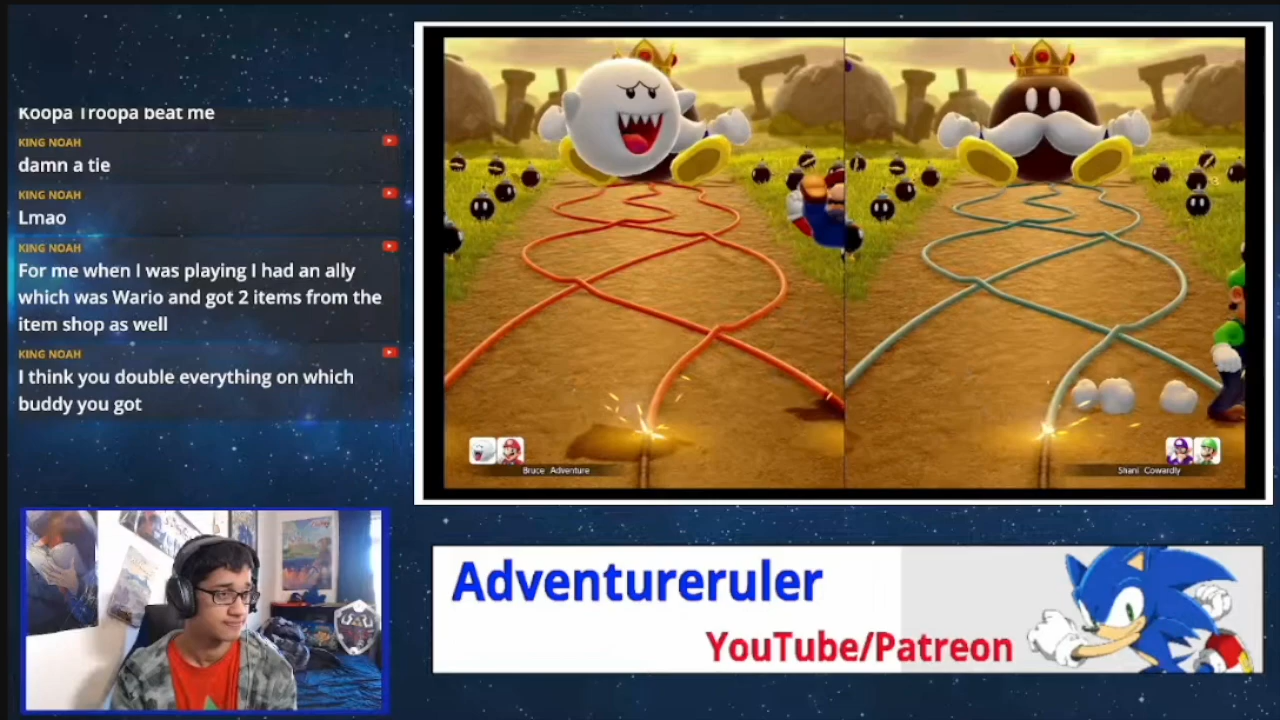 Koopa Troopa beat me
KING NOAH
damn a tie
KING NOAH
Lmao
KING NOAH
For me when I was playing I had an ally
which was Wario and got 2 items from the
item shop as well
KING NOAH
I think you double everything on which
buddy you got
Bruce Adventure
Shani Cowardly
Adventureruler
YouTube/Patreon